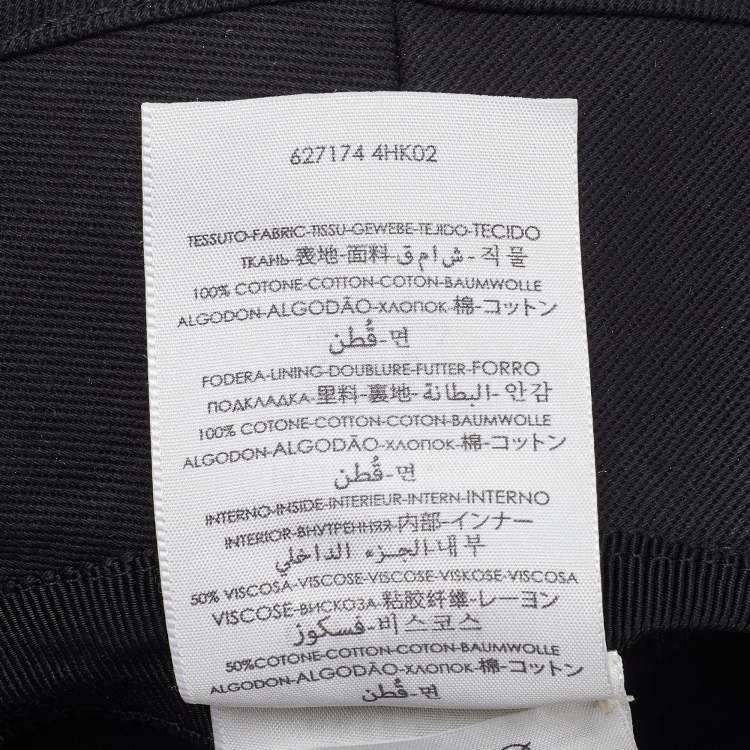 627174 4HK02
TESSUTO-FABRIC-TISSU-GEWEBE-TEJIDO-TECIDO
ТКАНЬ-表地-面料-ش ام ق-직 물
100% COTONE-COTTON-COTON-BAUMWOLLE
ALGODON-ALGODÃO-ХЛОПОК-棉-コットン
قُطن-면
FODERA-LINING-DOUBLURE-FUTTER-FORRO
ПОДКЛАДКА-里料-裏地-البطانة-안감
100% COTONE-COTTON-COTON-BAUMWOLLE
ALGODON-ALGODÃO-ХЛОПОК-棉-コットン
قُطن-면
INTERNO-INSIDE-INTERIEUR-INTERN-INTERNO
INTERIOR-ВНУТРЕННЯЯ-内部-インナー
الجزء الداخلي-내부
50% VISCOSA-VISCOSE-VISCOSE-VISKOSE-VISCOSA
VISCOSE-ВИСКОЗА-粘胶纤维-レーヨン
فسكوز-비스코스
50%COTONE-COTTON-COTON-BAUMWOLLE
ALGODON-ALGODÃO-ХЛОПОК-棉-コットン
قُطن-면